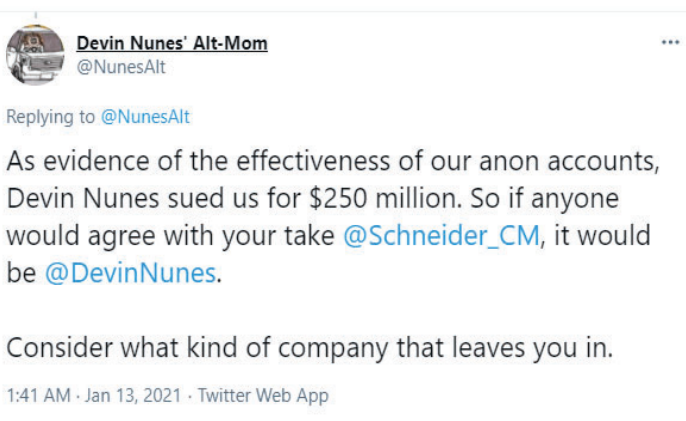 Devin Nunes' Alt-Mom
@NunesAlt
Replying to @NunesAlt
As evidence of the effectiveness of our anon accounts,
Devin Nunes sued us for $250 million. So if anyone
would agree with your take @Schneider_CM, it would
be @DevinNunes.
Consider what kind of company that leaves you in.
1:41 AM · Jan 13, 2021 · Twitter Web App